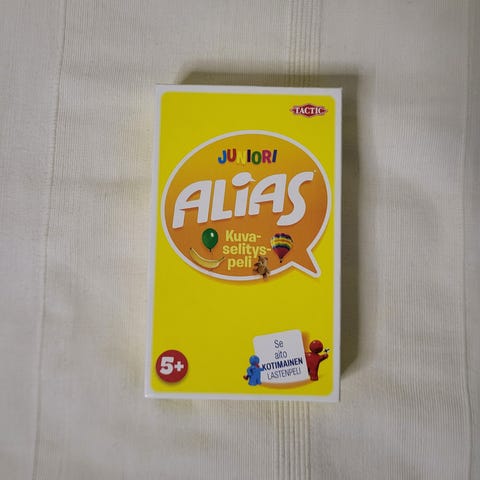 TACTIC
JUNIORI
ALiAS
Kuva-
selitys-
peli
Se
aito
KOTIMAINEN
LASTENPELI
5+